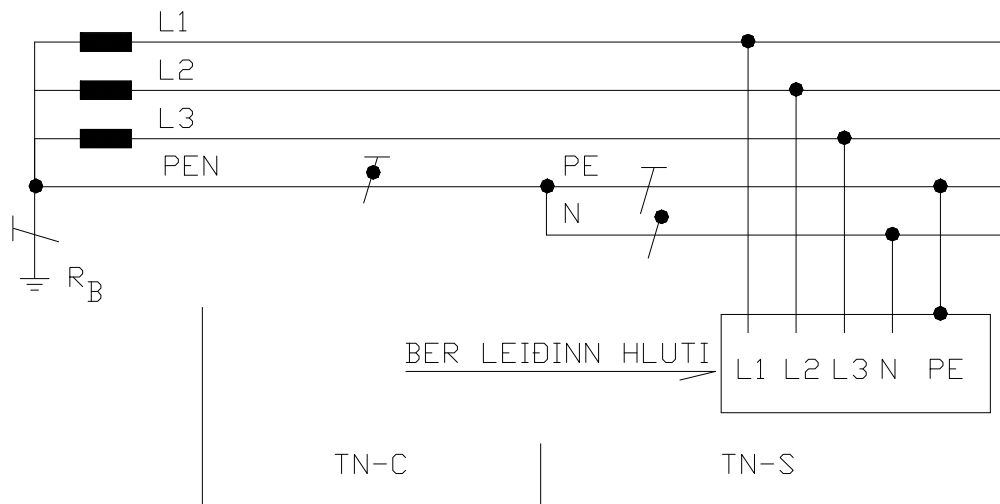 L1
L2
L3
PEN
PE
N
R_B
BER LEIÐINN HLUTI
L1 L2 L3 N PE
TN-C
TN-S